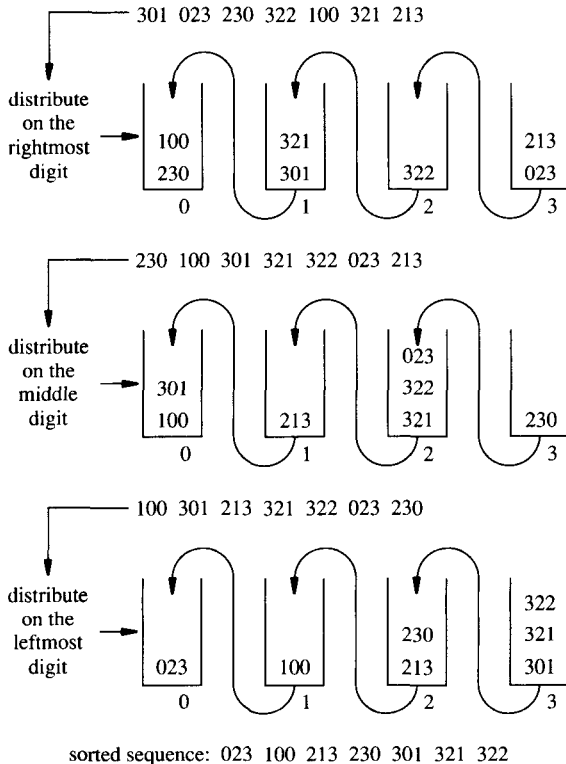 301 023 230 322 100 321 213
distribute
on the
rightmost
digit
100 321 213
230 301 322 023
0 1 2 3
230 100 301 321 322 023 213
distribute
on the
middle
digit
023
301 322
100 213 321 230
0 1 2 3
100 301 213 321 322 023 230
distribute
on the
leftmost
digit
322
230 321
023 100 213 301
0 1 2 3
sorted sequence: 023 100 213 230 301 321 322